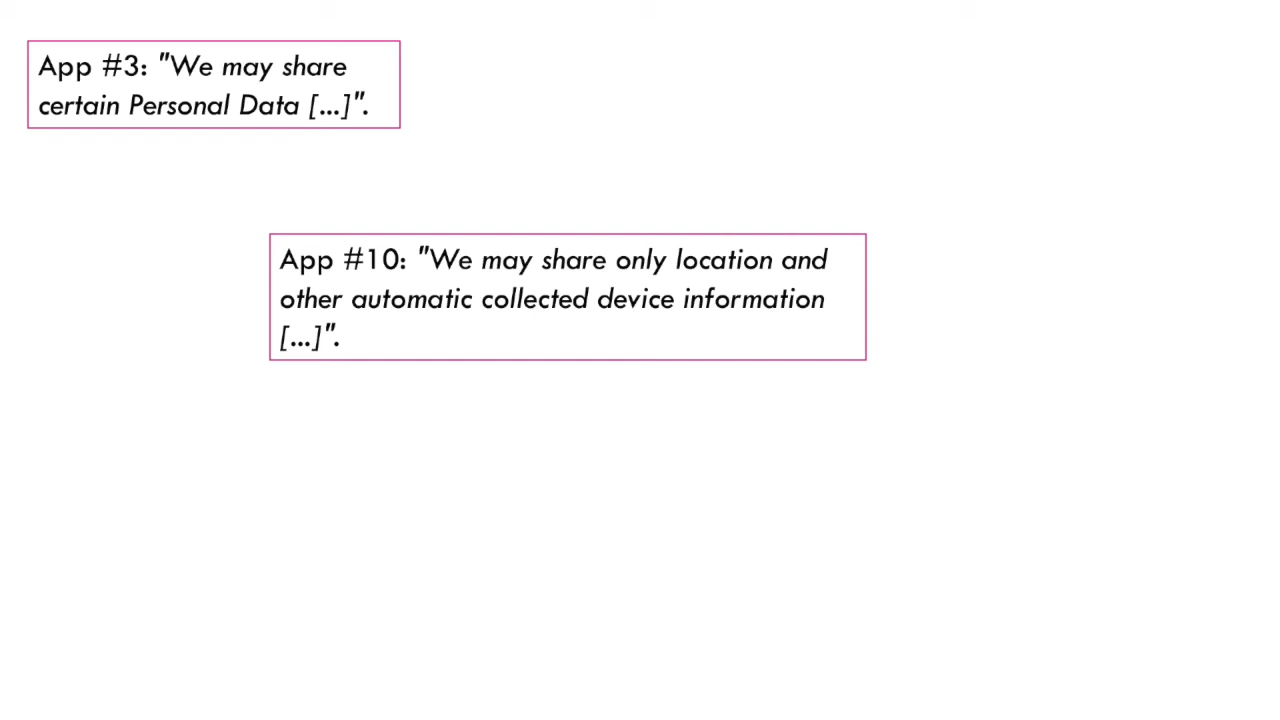 App #3: "We may share
certain Personal Data [...]".
App #10: "We may share only location and
other automatic collected device information
[...]".